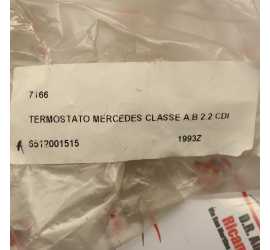 7166
TERMOSTATO MERCEDES CLASSE A.B 2.2 CDI
A 6512001515 1993Z
D.R. A